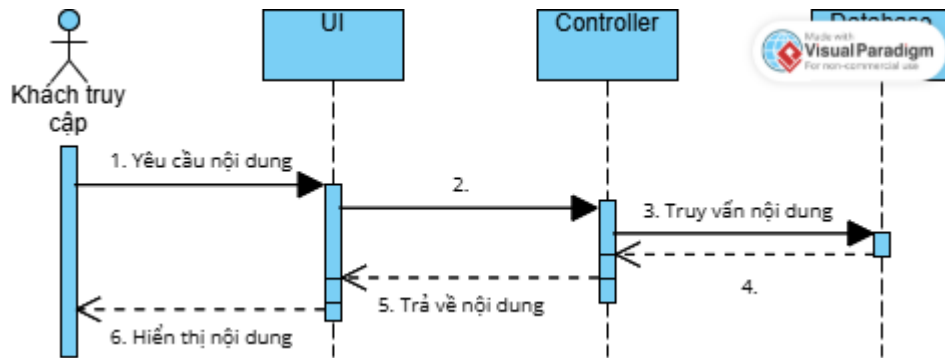 UI
Controller
Database
Made with
Visual Paradigm
For non-commercial use
Khách truy
cập
1. Yêu cầu nội dung
2.
3. Truy vấn nội dung
4.
5. Trả về nội dung
6. Hiển thị nội dung